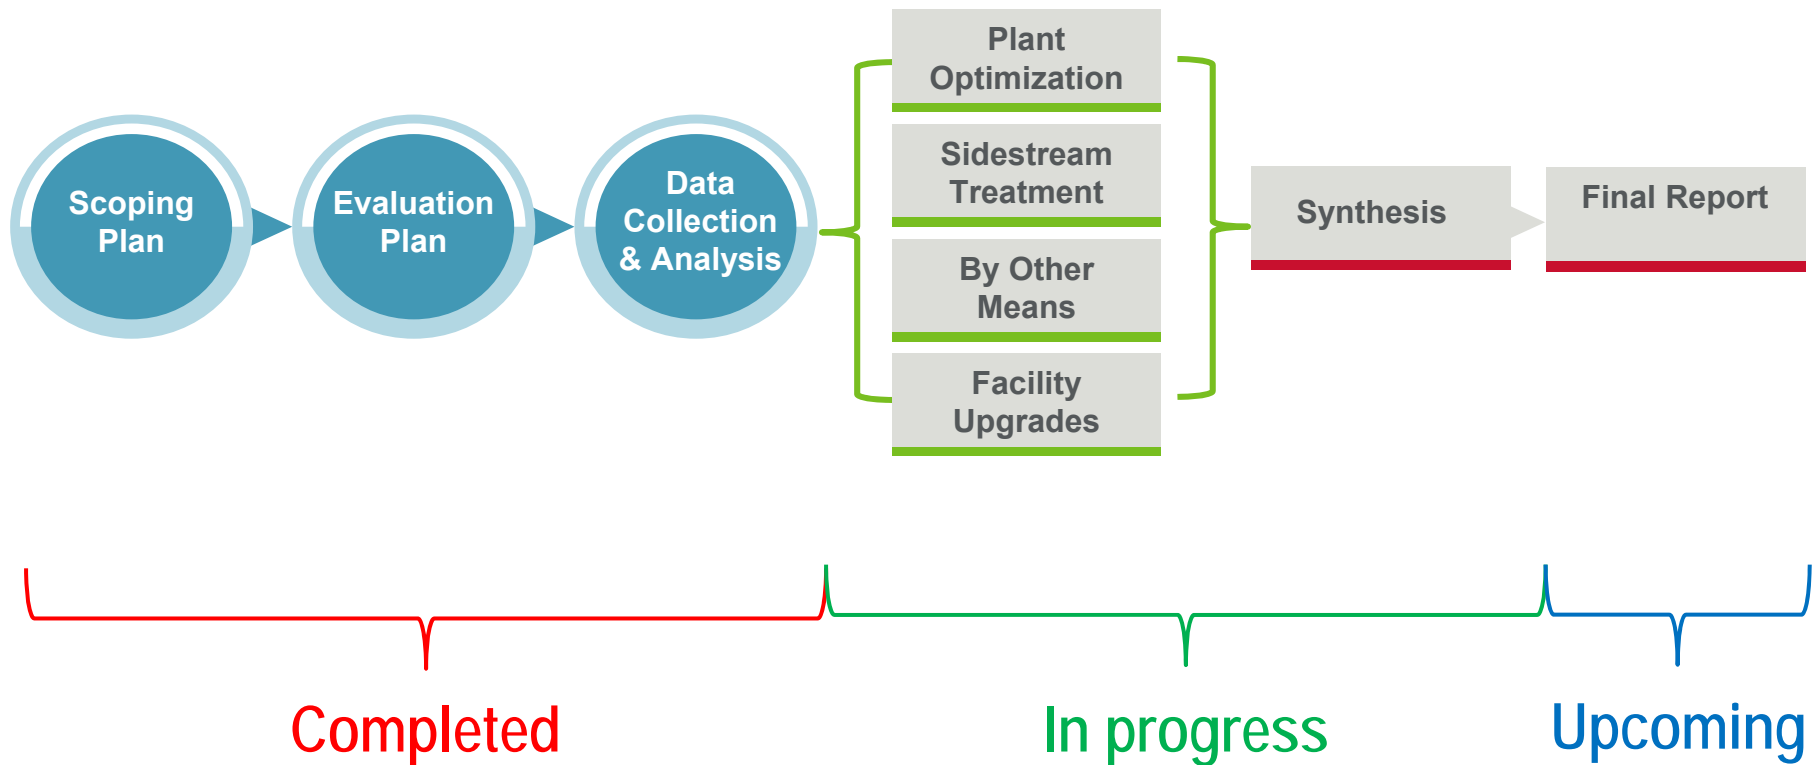 Scoping
Plan
Evaluation
Plan
Data
Collection
& Analysis
Plant
Optimization
Sidestream
Treatment
By Other
Means
Facility
Upgrades
Synthesis
Final Report
Completed
In progress
Upcoming